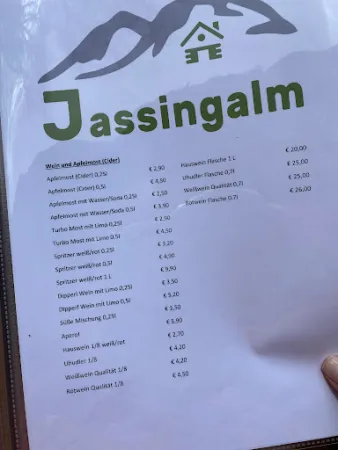 Jassingalm
Wein und Apfelmost (Cider)
Apfelmost (Cider) 0,25l € 2,90
Apfelmost (Cider) 0,5l € 4,50
Apfelmost mit Wasser/Soda 0,25l € 2,50
Apfelmost mit Wasser/Soda 0,5l € 3,90
Turbo Most mit Limo 0,25l € 2,50
Turbo Most mit Limo 0,5l € 4,50
Spritzer weiß/rot 0,25l € 3,20
Spritzer weiß/rot 0,5l € 4,90
Spritzer weiß/rot 1 L € 9,90
Dipperl Wein mit Limo 0,25l € 3,50
Dipperl Wein mit Limo 0,5l € 5,20
Süße Mischung 0,25l € 3,50
Aperol
Hauswein 1/8 weiß/rot € 2,70
Uhudler 1/8 € 4,20
Weißwein Qualität 1/8 € 4,20
Rotwein Qualität 1/8 € 4,50
Hauswein Flasche 1 L € 20,00
Uhudler Flasche 0,7l
Weißwein Qualität 0,7l € 25,00
Rotwein Flasche 0,7l € 26,00